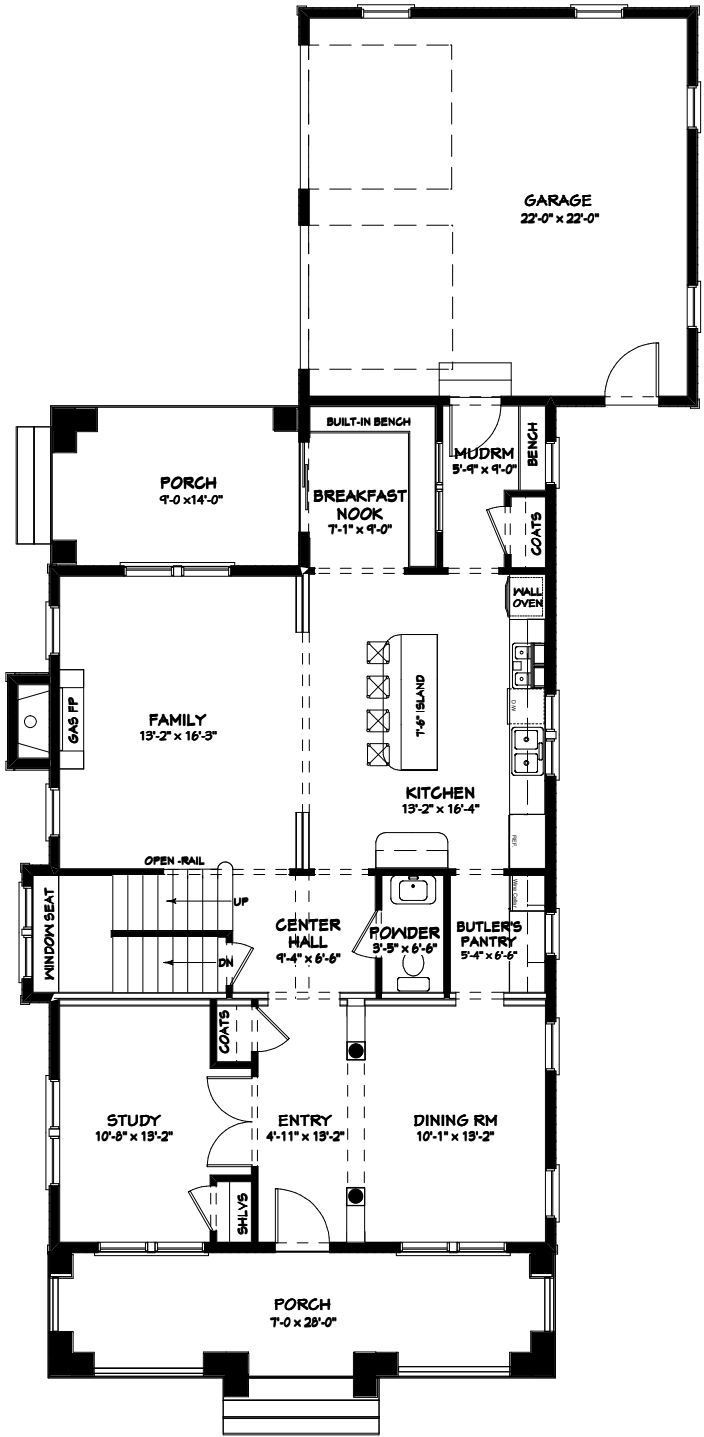 GARAGE
22'-0" x 22'-0"
BUILT-IN BENCH
BENCH
MUDRM
5'-9" x 9'-0"
PORCH
9'-0 x14'-0"
BREAKFAST
NOOK
7'-1" x 9'-0"
COATS
WALL
OVEN
D.W.
GAS FP
FAMILY
13'-2" x 16'-3"
7'-6" ISLAND
KITCHEN
13'-2" x 16'-4"
REF.
OPEN -RAIL
WINDOW SEAT
UP
DN
CENTER
HALL
9'-4" x 6'-6"
POWDER
3'-5" x 6'-6"
BUTLER'S
PANTRY
5'-4" x 6'-6"
COATS
STUDY
10'-8" x 13'-2"
ENTRY
4'-11" x 13'-2"
DINING RM
10'-1" x 13'-2"
SHLVS
PORCH
7'-0 x 28'-0"